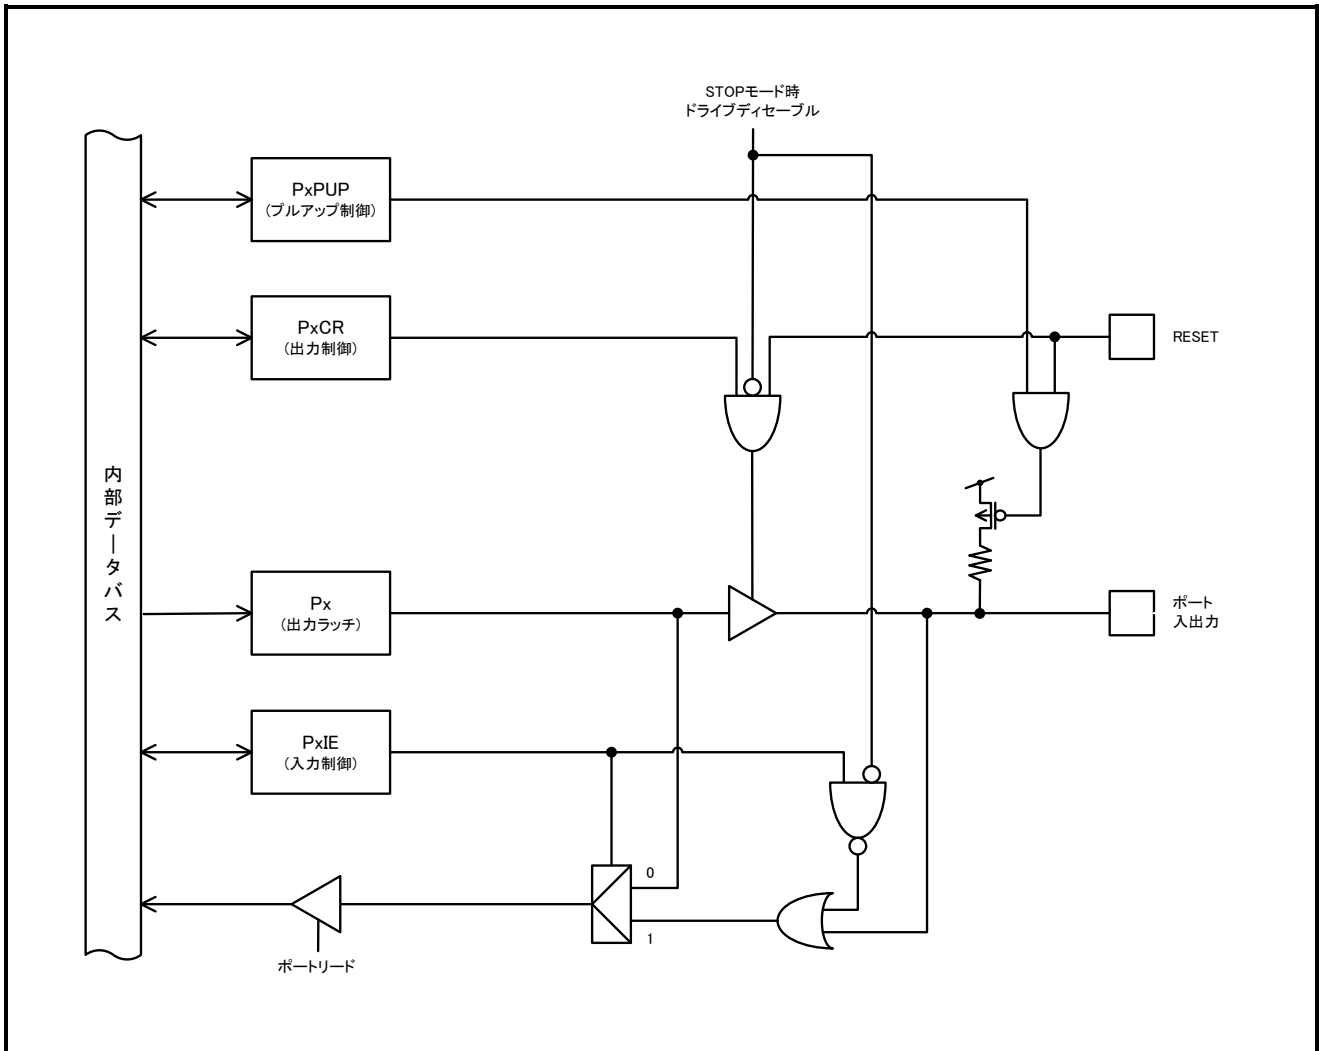 STOPモード時
ドライブディセーブル
PxPUP
(プルアップ制御)
PxCR
(出力制御)
RESET
内部データバス
Px
(出力ラッチ)
ポート
入出力
PxIE
(入力制御)
0
1
ポートリード